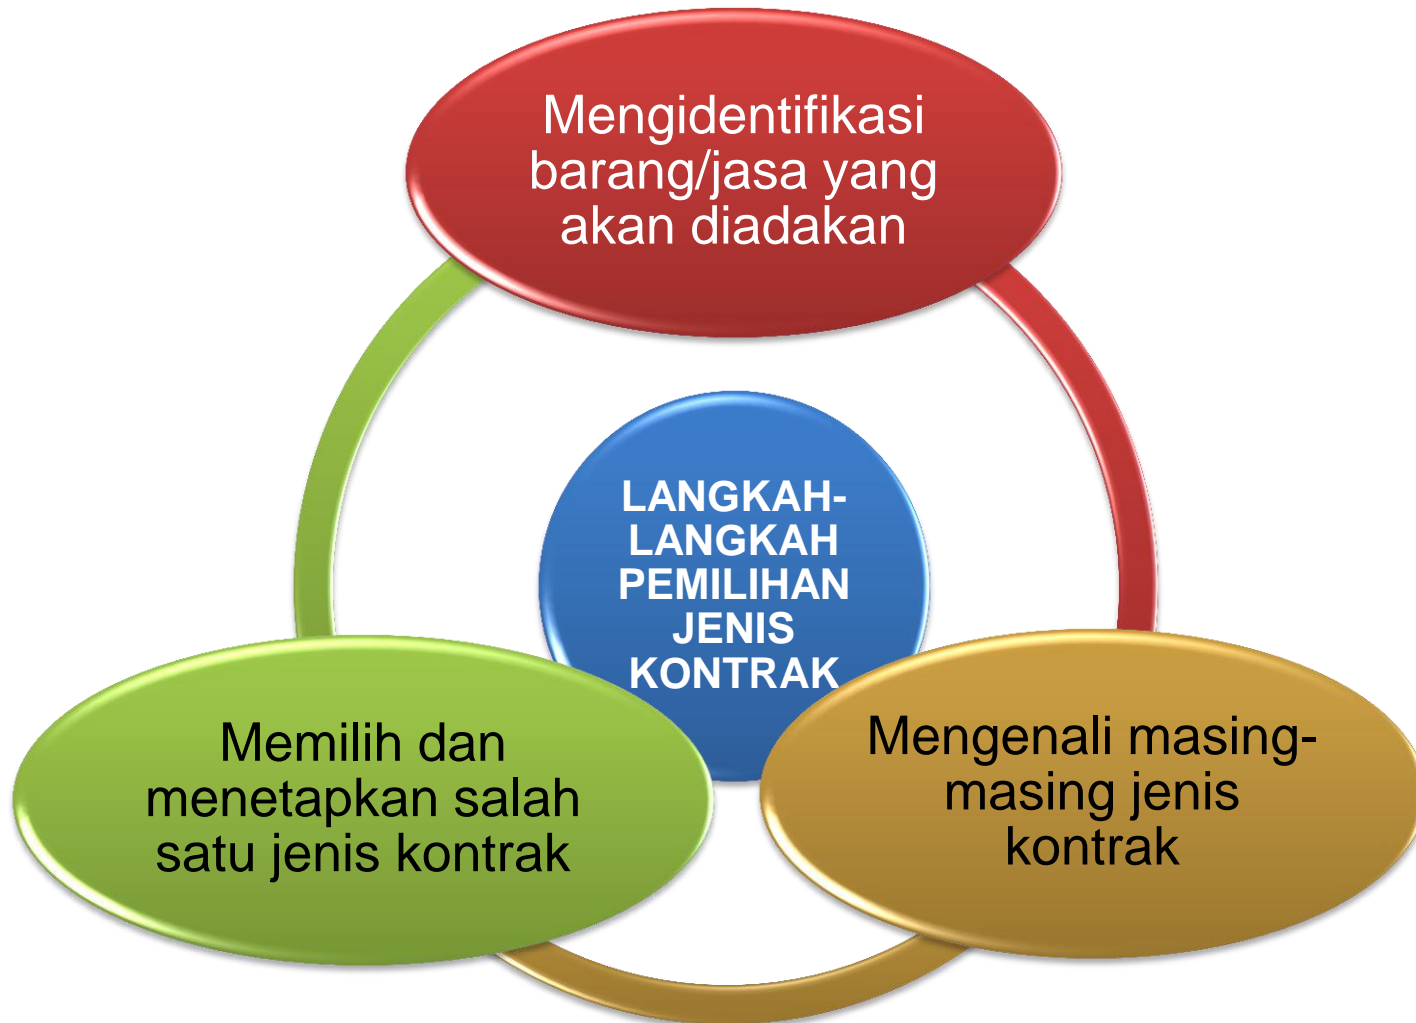 Mengidentifikasi
barang/jasa yang
akan diadakan
LANGKAH-
LANGKAH
PEMILIHAN
JENIS
KONTRAK
Mengenali masing-
masing jenis
kontrak
Memilih dan
menetapkan salah
satu jenis kontrak